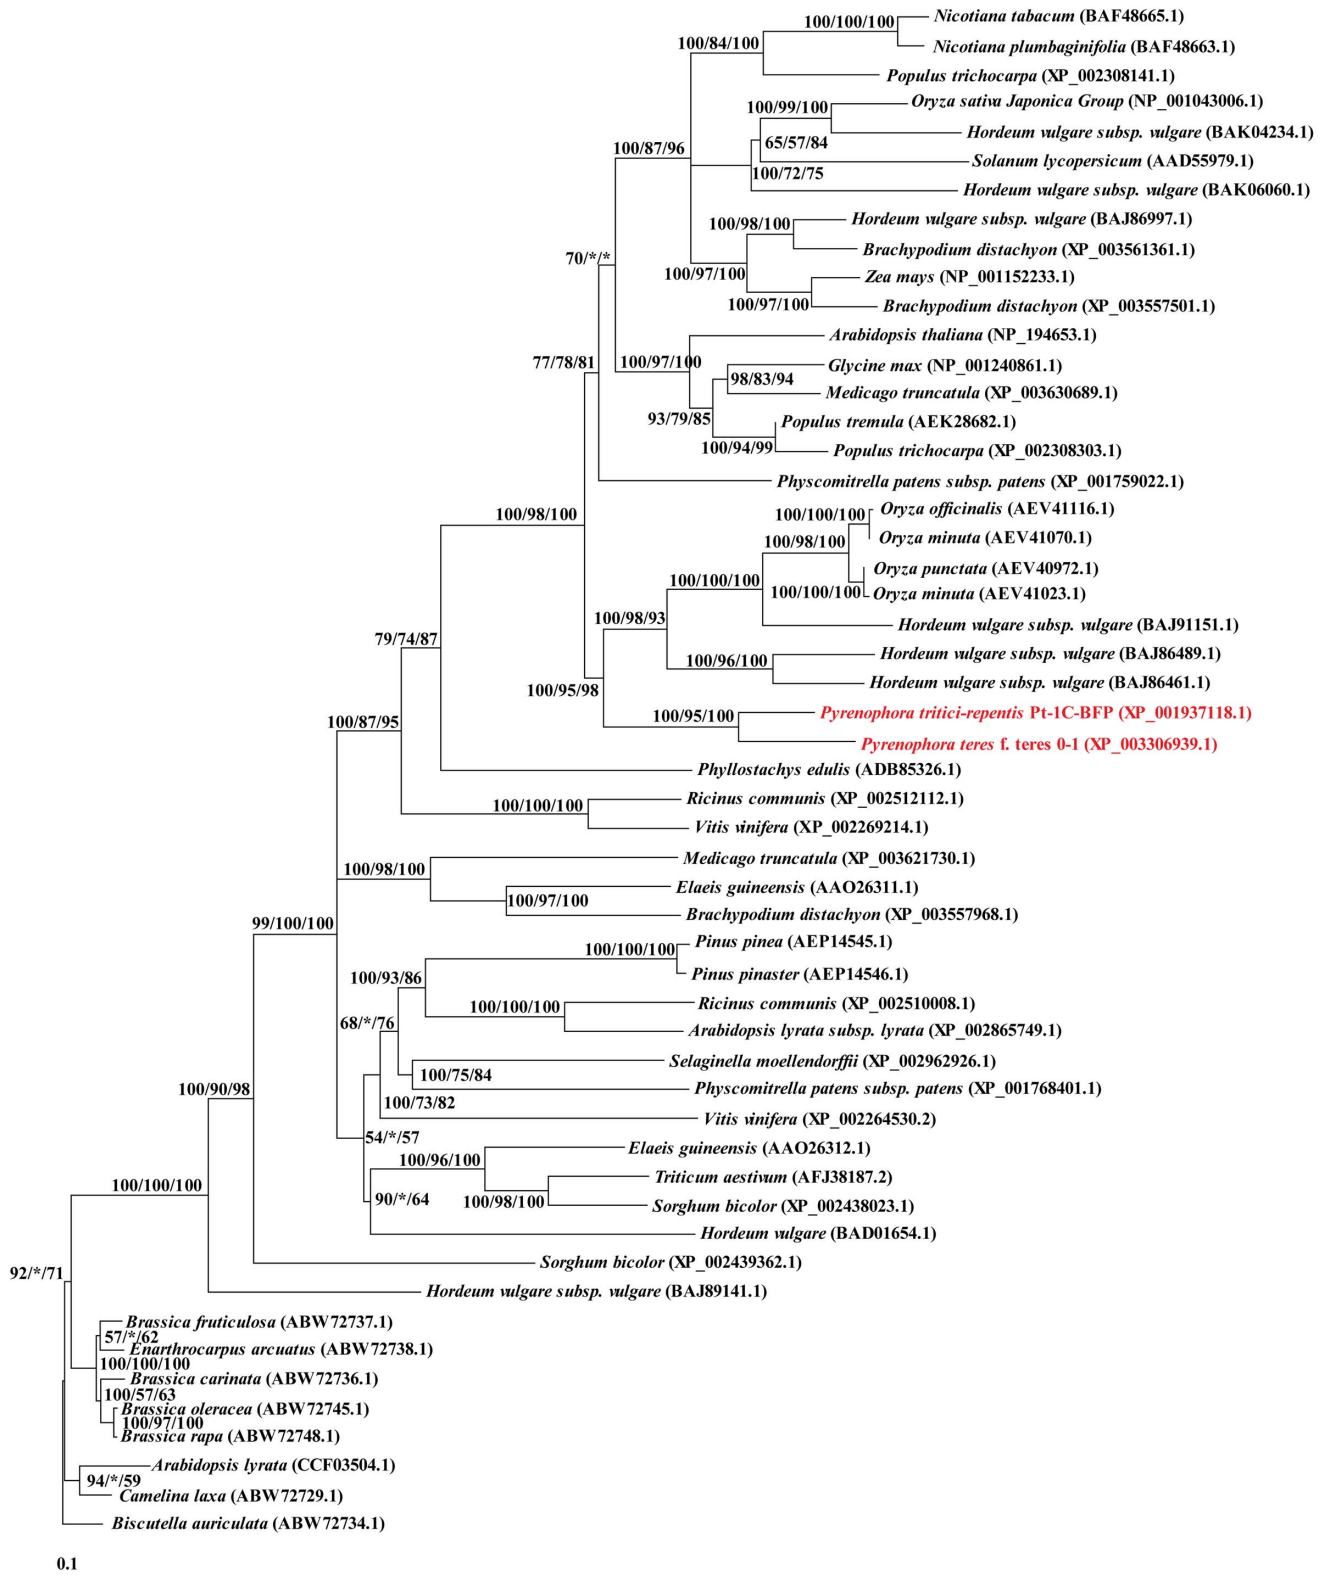 Nicotiana tabacum (BAF48665.1)
100/100/100
100/84/100
Nicotiana plumbaginifolia (BAF48663.1)
Populus trichocarpa (XP_002308141.1)
Oryza sativa Japonica Group (NP_001043006.1)
100/99/100
Hordeum vulgare subsp. vulgare (BAK04234.1)
65/57/84
100/87/96
Solanum lycopersicum (AAD55979.1)
100/72/75
Hordeum vulgare subsp. vulgare (BAK06060.1)
Hordeum vulgare subsp. vulgare (BAJ86997.1)
100/98/100
Brachypodium distachyon (XP_003561361.1)
70/*/*
100/97/100
Zea mays (NP_001152233.1)
100/97/100
Brachypodium distachyon (XP_003557501.1)
Arabidopsis thaliana (NP_194653.1)
77/78/81
100/97/100
Glycine max (NP_001240861.1)
98/83/94
Medicago truncatula (XP_003630689.1)
93/79/85
Populus tremula (AEK28682.1)
100/94/99
Populus trichocarpa (XP_002308303.1)
Physcomitrella patens subsp. patens (XP_001759022.1)
100/98/100
100/100/100
Oryza officinalis (AEV41116.1)
100/98/100
Oryza minuta (AEV41070.1)
Oryza punctata (AEV40972.1)
100/100/100
100/100/100
Oryza minuta (AEV41023.1)
100/98/93
Hordeum vulgare subsp. vulgare (BAJ91151.1)
79/74/87
Hordeum vulgare subsp. vulgare (BAJ86489.1)
100/96/100
Hordeum vulgare subsp. vulgare (BAJ86461.1)
100/95/98
100/95/100
Pyrenophora tritici-repentis Pt-1C-BFP (XP_001937118.1)
100/87/95
Pyrenophora teres f. teres 0-1 (XP_003306939.1)
Phyllostachys edulis (ADB85326.1)
Ricinus communis (XP_002512112.1)
100/100/100
Vitis vinifera (XP_002269214.1)
Medicago truncatula (XP_003621730.1)
100/98/100
Elaeis guineensis (AAO26311.1)
100/97/100
Brachypodium distachyon (XP_003557968.1)
99/100/100
Pinus pinea (AEP14545.1)
100/100/100
Pinus pinaster (AEP14546.1)
100/93/86
Ricinus communis (XP_002510008.1)
100/100/100
68/*/76
Arabidopsis lyrata subsp. lyrata (XP_002865749.1)
Selaginella moellendorffii (XP_002962926.1)
100/75/84
100/90/98
Physcomitrella patens subsp. patens (XP_001768401.1)
100/73/82
Vitis vinifera (XP_002264530.2)
54/*/57
Elaeis guineensis (AAO26312.1)
100/96/100
Triticum aestivum (AFJ38187.2)
100/100/100
90/*/64
100/98/100
Sorghum bicolor (XP_002438023.1)
Hordeum vulgare (BAD01654.1)
Sorghum bicolor (XP_002439362.1)
92/*/71
Hordeum vulgare subsp. vulgare (BAJ89141.1)
Brassica fruticulosa (ABW72737.1)
57/*/62
Enarthrocarpus arcuatus (ABW72738.1)
100/100/100
Brassica carinata (ABW72736.1)
100/57/63
Brassica oleracea (ABW72745.1)
100/97/100
Brassica rapa (ABW72748.1)
Arabidopsis lyrata (CCF03504.1)
94/*/59
Camelina laxa (ABW72729.1)
Biscutella auriculata (ABW72734.1)
0.1